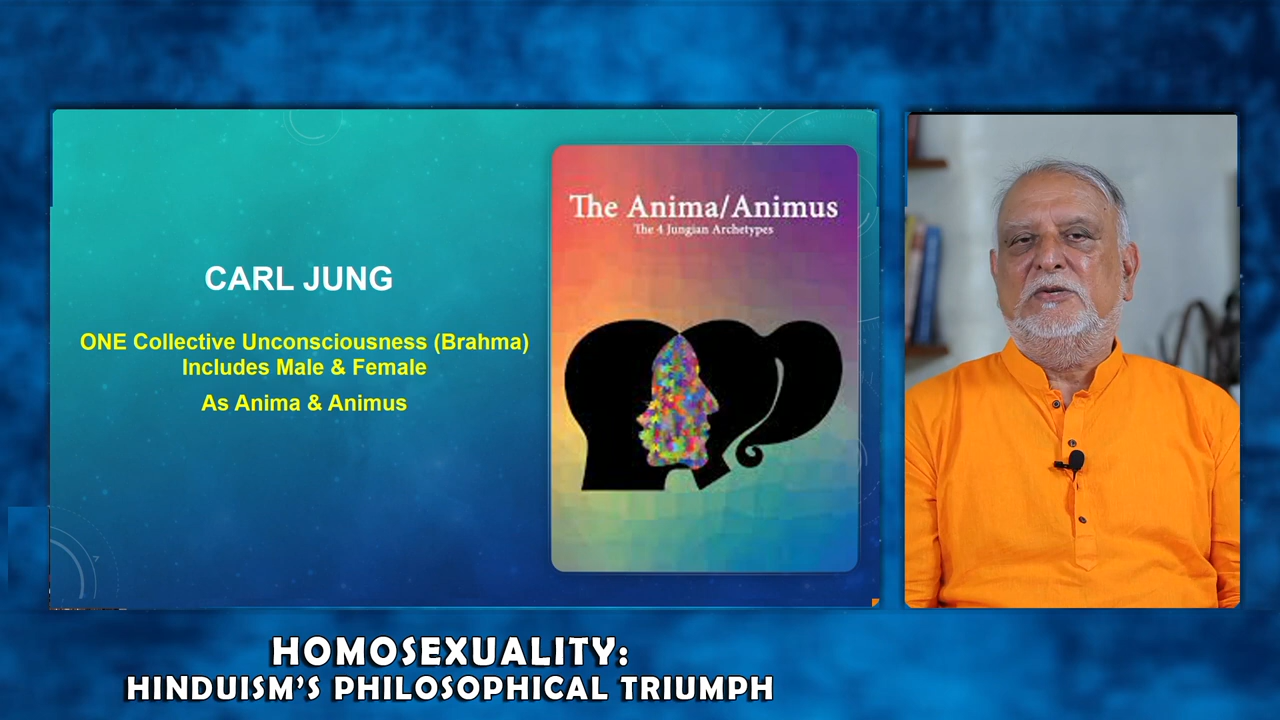 CARL JUNG
ONE Collective Unconsciousness (Brahma)
Includes Male & Female
As Anima & Animus
The Anima/Animus
The 4 Jungian Archetypes
HOMOSEXUALITY:
HINDUISM'S PHILOSOPHICAL TRIUMPH